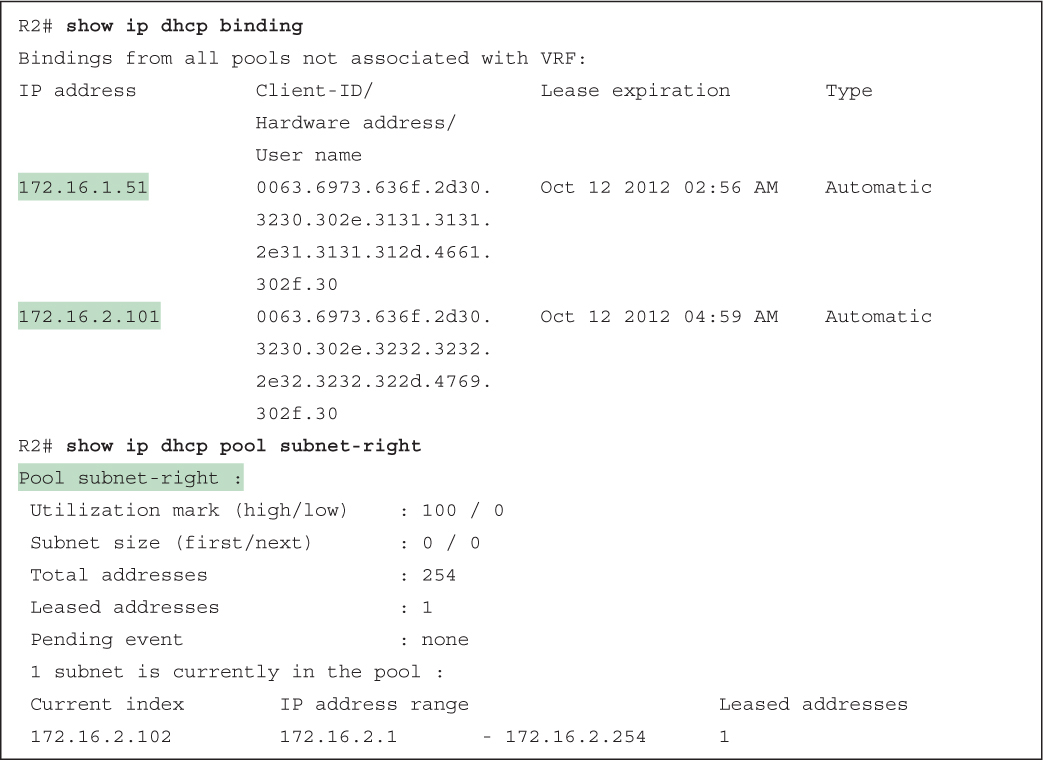 R2# show ip dhcp binding
Bindings from all pools not associated with VRF:
IP address Client-ID/ Lease expiration Type
Hardware address/
User name
172.16.1.51 0063.6973.636f.2d30. Oct 12 2012 02:56 AM Automatic
3230.302e.3131.3131.
2e31.3131.312d.4661.
302f.30
172.16.2.101 0063.6973.636f.2d30. Oct 12 2012 04:59 AM Automatic
3230.302e.3232.3232.
2e32.3232.322d.4769.
302f.30
R2# show ip dhcp pool subnet-right
Pool subnet-right :
Utilization mark (high/low) : 100 / 0
Subnet size (first/next) : 0 / 0
Total addresses : 254
Leased addresses : 1
Pending event : none
1 subnet is currently in the pool :
Current index IP address range Leased addresses
172.16.2.102 172.16.2.1 - 172.16.2.254 1